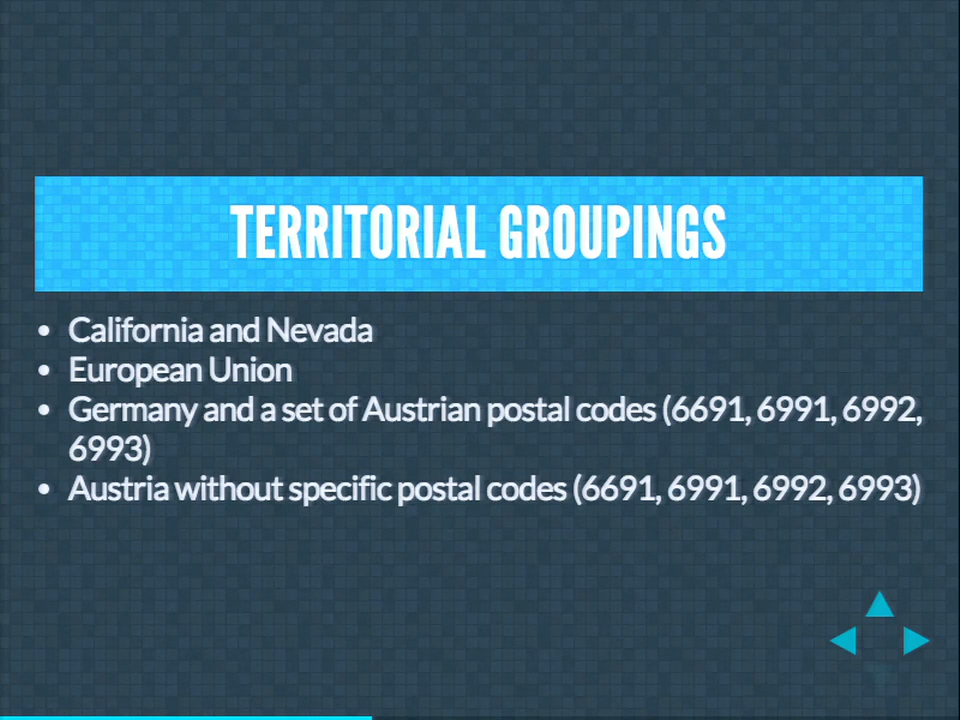 TERRITORIAL GROUPINGS
• California and Nevada
• European Union
• Germany and a set of Austrian postal codes (6691, 6991, 6992,
6993)
• Austria without specific postal codes (6691, 6991, 6992, 6993)